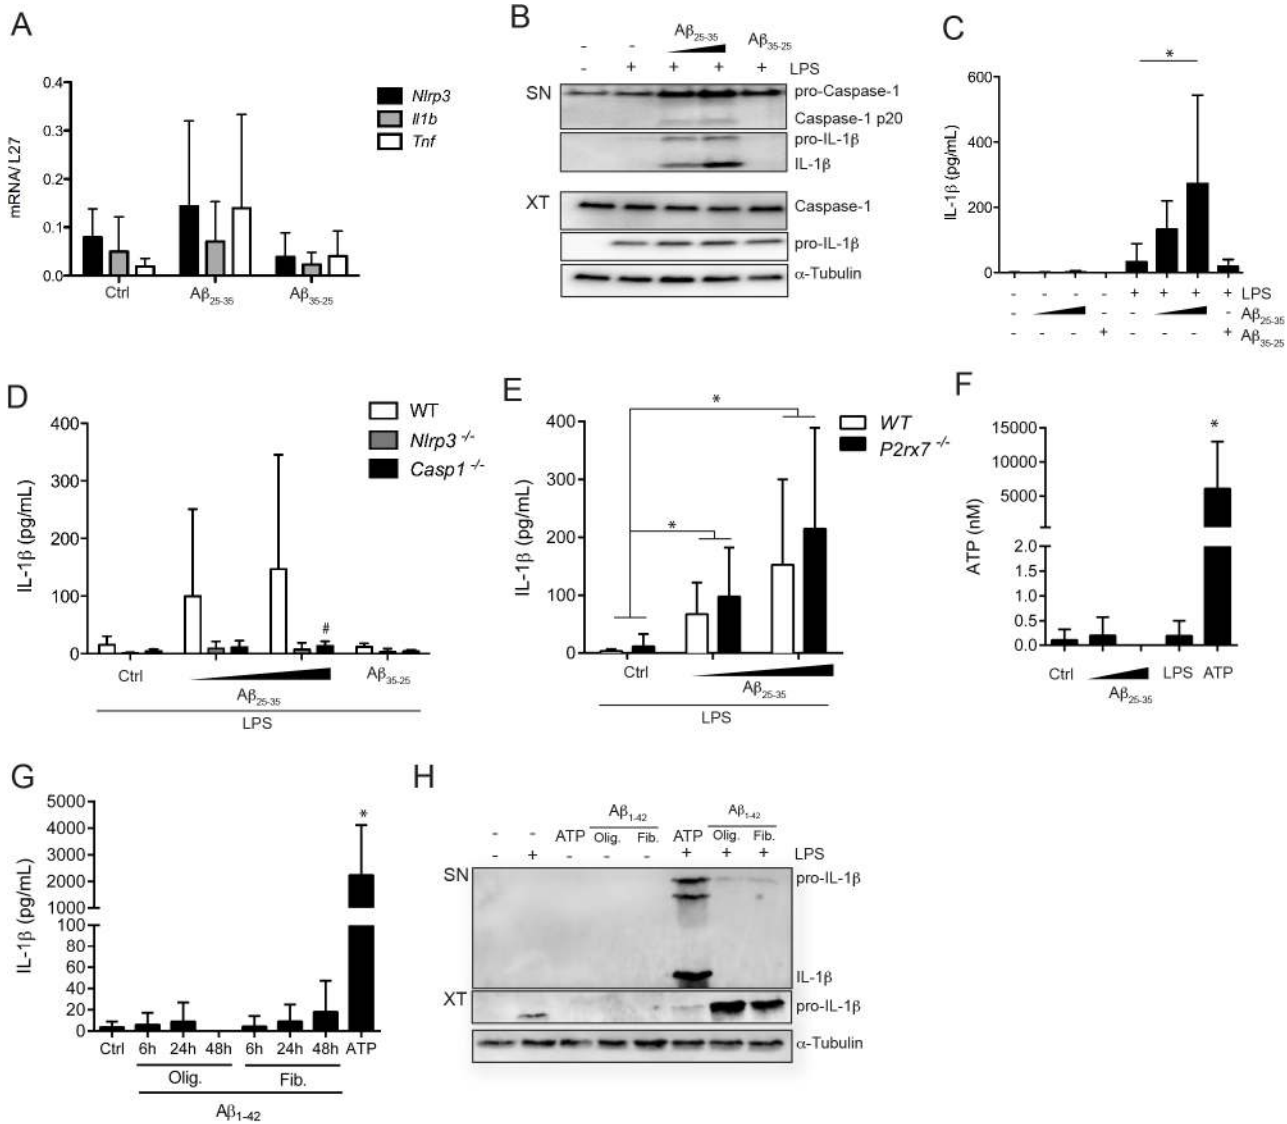 A
mRNA/ L27
0.4
0.3
0.2
0.1
0.0
Nlrp3
Il1b
Tnf
Ctrl Aβ25-35 Aβ35-25
B
Aβ25-35 Aβ35-25
- -
- + + + + LPS
SN
pro-Caspase-1
Caspase-1 p20
pro-IL-1β
IL-1β
XT
Caspase-1
pro-IL-1β
α-Tubulin
C
IL-1β (pg/mL)
600
400
200
0
*
- - - - + + + + LPS
- - - - Aβ25-35
- - - + - - - + Aβ35-25
D
IL-1β (pg/mL)
400
300
200
100
0
WT
Nlrp3 -/-
Casp1 -/-
#
Ctrl Aβ25-35 Aβ35-25
LPS
E
IL-1β (pg/mL)
400
300
200
100
0
*
*
WT
P2rx7 -/-
Ctrl Aβ25-35
LPS
F
ATP (nM)
15000
10000
5000
2.0
1.5
1.0
0.5
0.0
*
Ctrl Aβ25-35 LPS ATP
G
IL-1β (pg/mL)
5000
4000
3000
2000
1000
100
80
60
40
20
0
*
Ctrl 6h 24h 48h 6h 24h 48h ATP
Olig. Fib.
Aβ1-42
H
Aβ1-42 Aβ1-42
- - ATP Olig. Fib. ATP Olig. Fib.
- + - - - + + + LPS
SN
pro-IL-1β
IL-1β
XT
pro-IL-1β
α-Tubulin